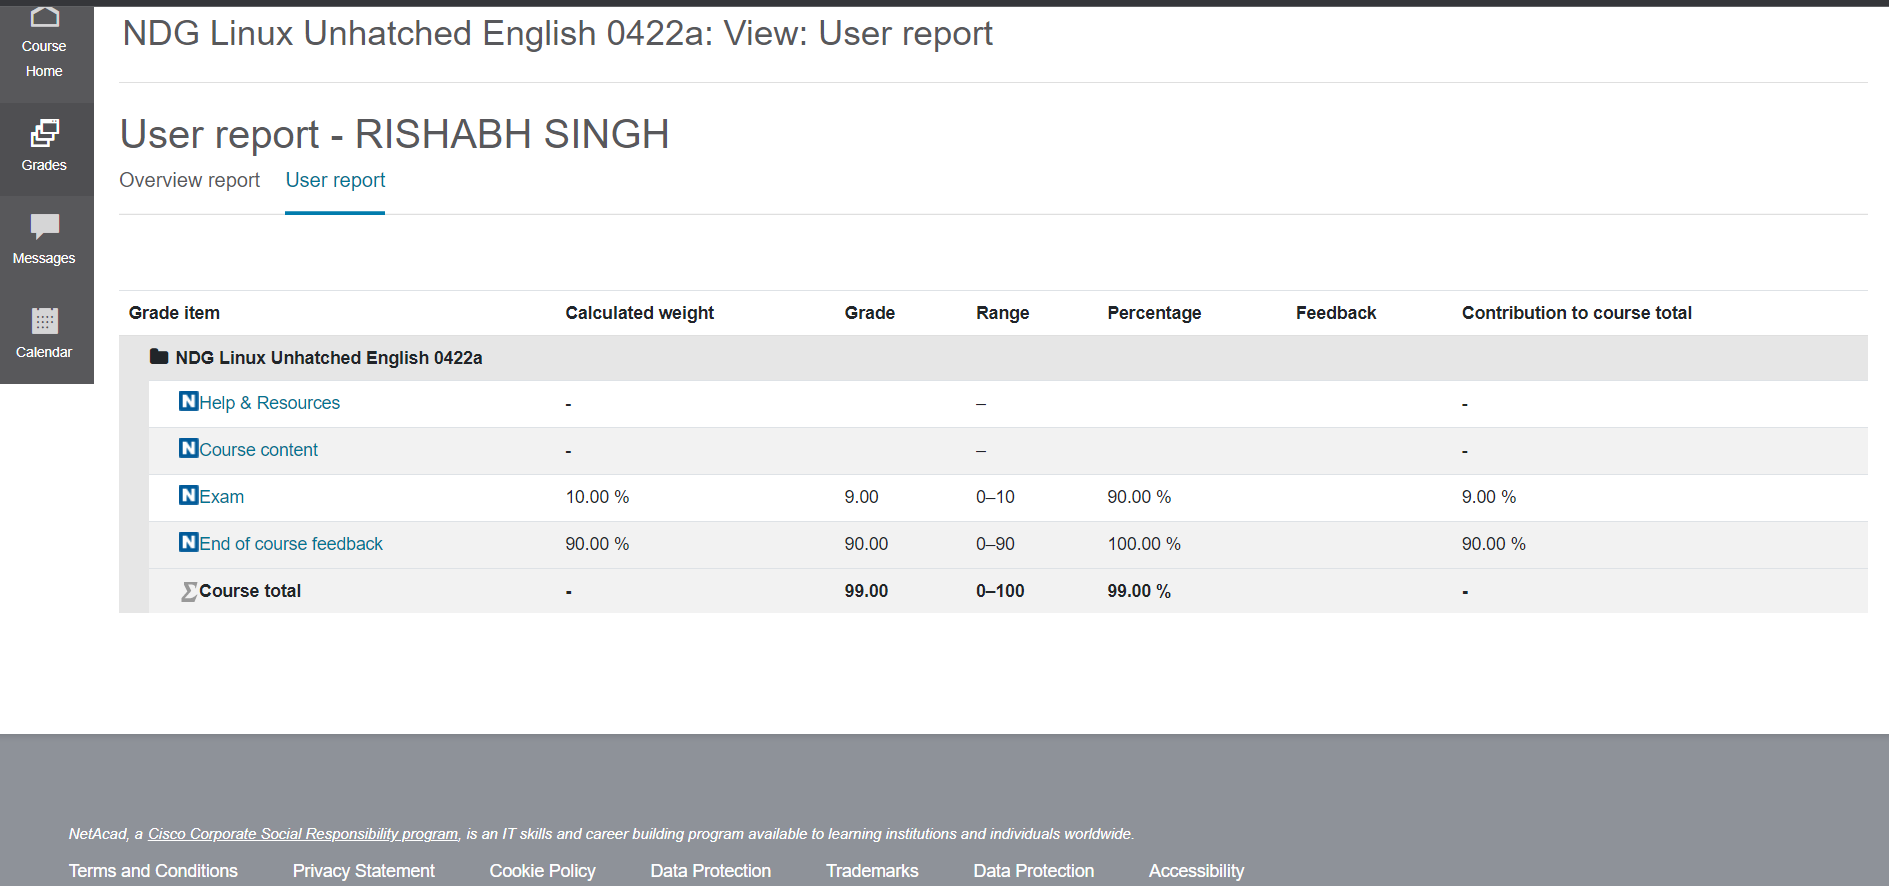 Course
Home
Grades
Messages
Calendar
NDG Linux Unhatched English 0422a: View: User report
User report - RISHABH SINGH
Overview report User report
Grade item Calculated weight Grade Range Percentage Feedback Contribution to course total
NDG Linux Unhatched English 0422a
N Help & Resources - – -
N Course content - – -
N Exam 10.00 % 9.00 0–10 90.00 % 9.00 %
N End of course feedback 90.00 % 90.00 0–90 100.00 % 90.00 %
Σ Course total - 99.00 0–100 99.00 % -
NetAcad, a Cisco Corporate Social Responsibility program, is an IT skills and career building program available to learning institutions and individuals worldwide.
Terms and Conditions Privacy Statement Cookie Policy Data Protection Trademarks Data Protection Accessibility